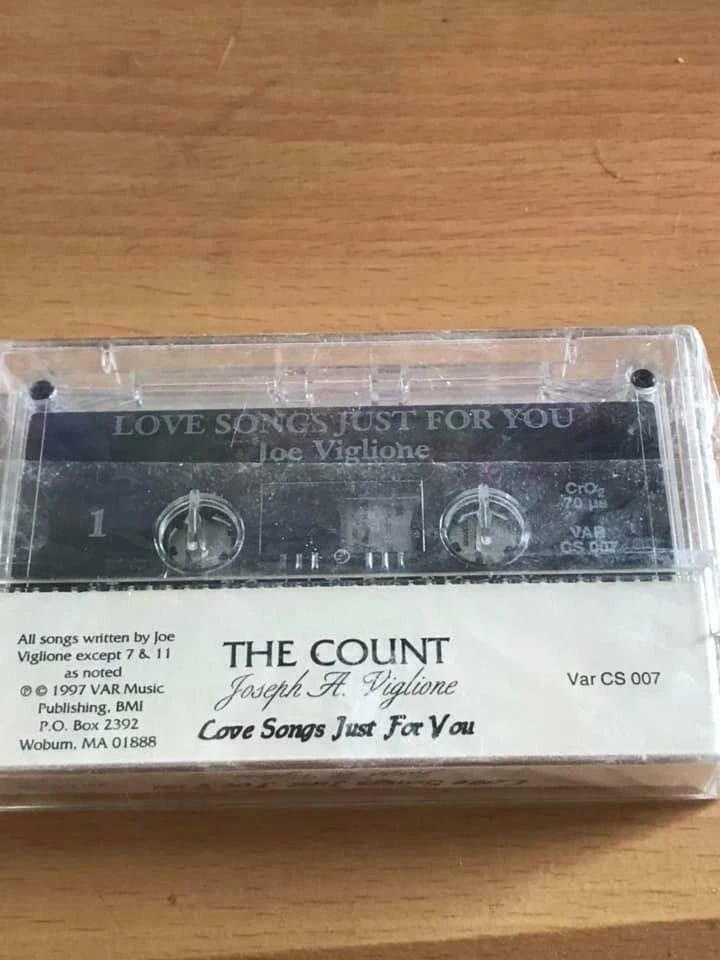 LOVE SONGS JUST FOR YOU
Joe Viglione
1
CrO2
70 µs
VAR
CS 007
All songs written by Joe
Viglione except 7 & 11
as noted
℗ © 1997 VAR Music
Publishing, BMI
P.O. Box 2392
Woburn, MA 01888
THE COUNT
Joseph A. Viglione
Love Songs Just For You
Var CS 007